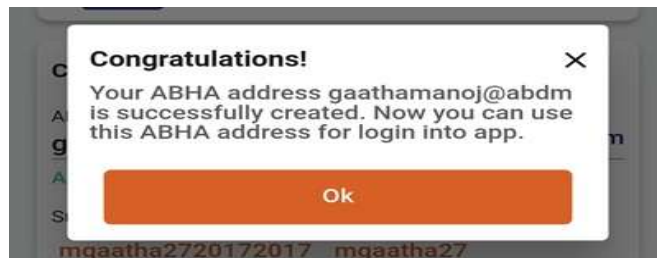 Congratulations!
Your ABHA address gaathamanoj@abdm
is successfully created. Now you can use
this ABHA address for login into app.
Ok
mgaatha2720172017 mgaatha27